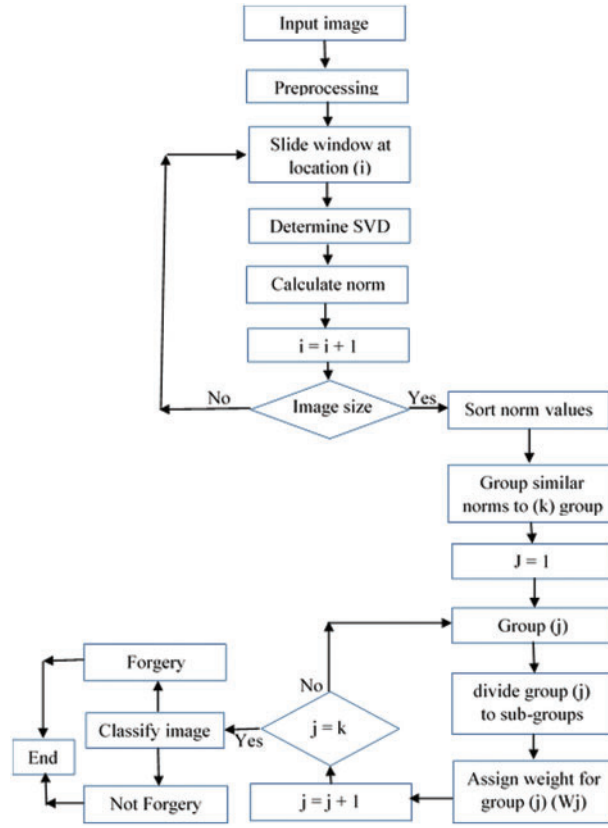 Input image
Preprocessing
Slide window at
location (i)
Determine SVD
Calculate norm
i = i + 1
Image size
No
Yes
Sort norm values
Group similar
norms to (k) group
J = 1
Group (j)
divide group (j)
to sub-groups
Assign weight for
group (j) (Wj)
j = j + 1
j = k
No
Yes
Classify image
Forgery
Not Forgery
End